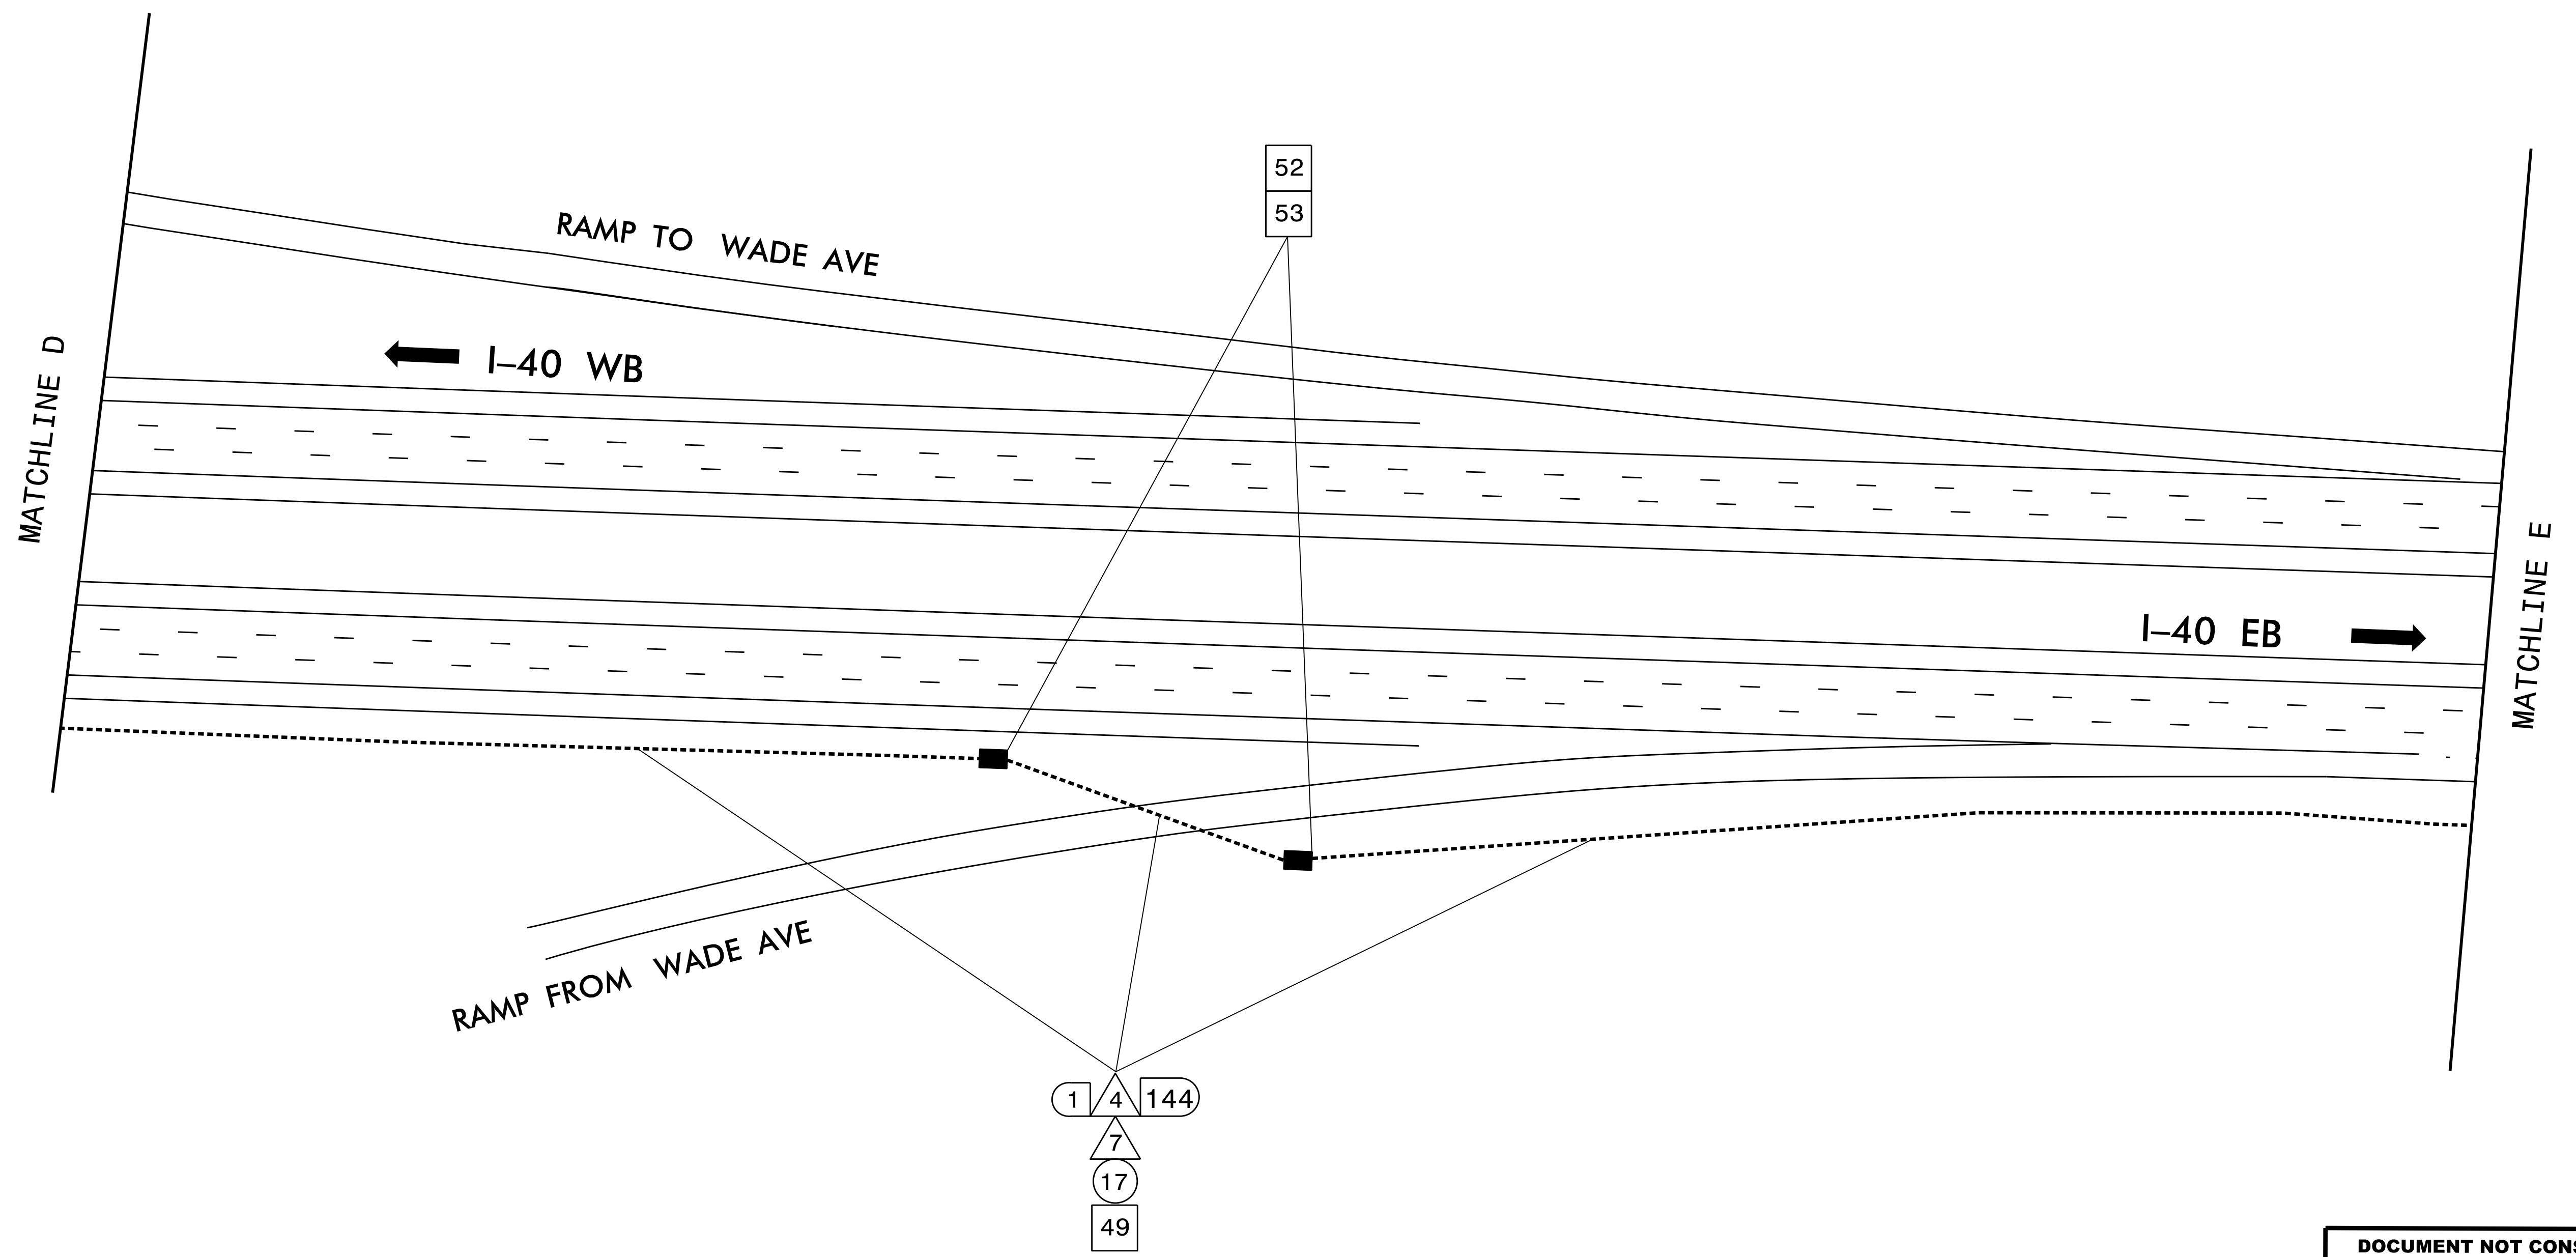 52
53
RAMP TO WADE AVE
I-40 WB
MATCHLINE D
I-40 EB
MATCHLINE E
RAMP FROM WADE AVE
1 4 144
7
17
49
DOCUMENT NOT CONS